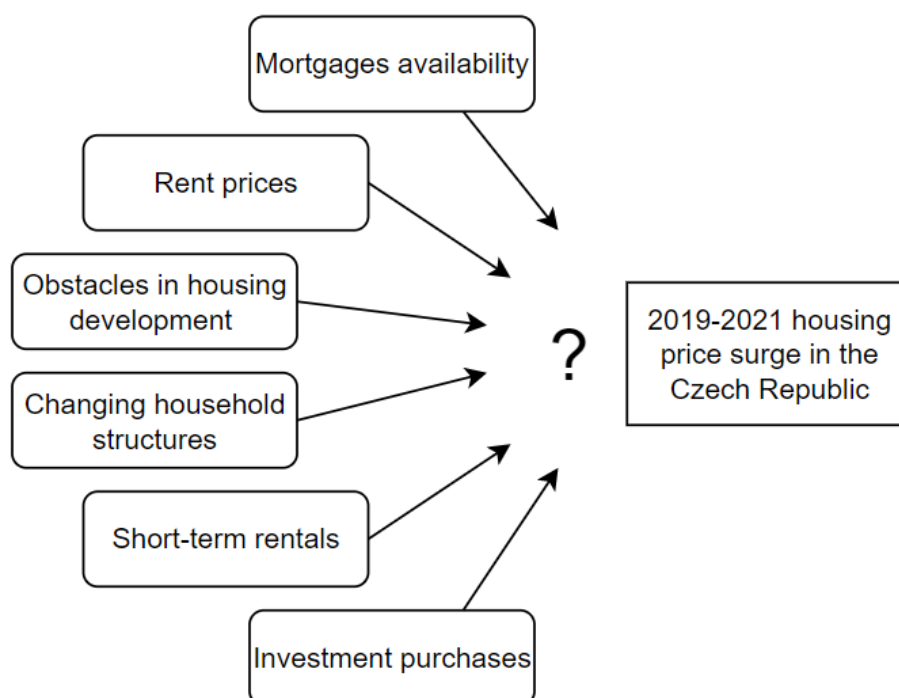 Mortgages availability
Rent prices
Obstacles in housing
development
Changing household
structures
Short-term rentals
Investment purchases
?
2019-2021 housing
price surge in the
Czech Republic